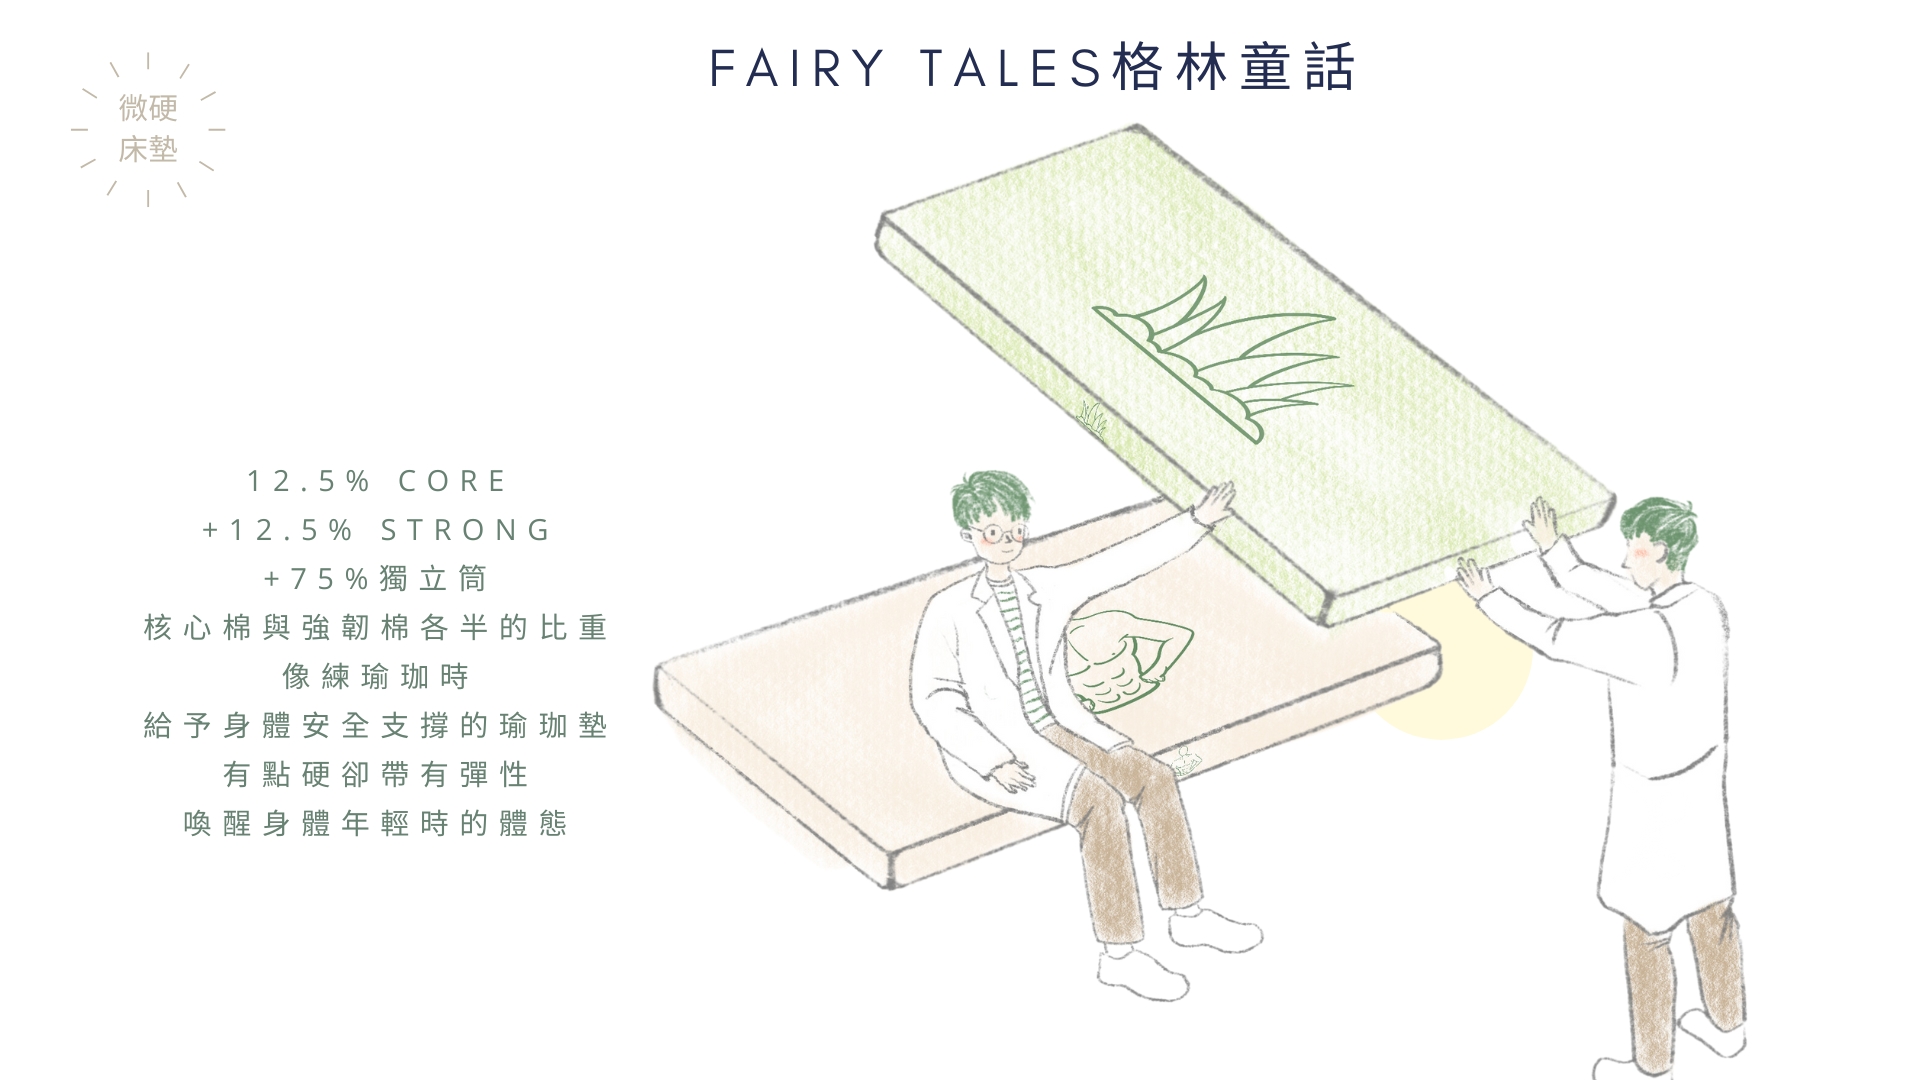 FAIRY TALES格林童話
微硬
床墊
12.5% CORE
+12.5% STRONG
+75%獨立筒
核心棉與強韌棉各半的比重
像練瑜珈時
給予身體安全支撐的瑜珈墊
有點硬卻帶有彈性
喚醒身體年輕時的體態